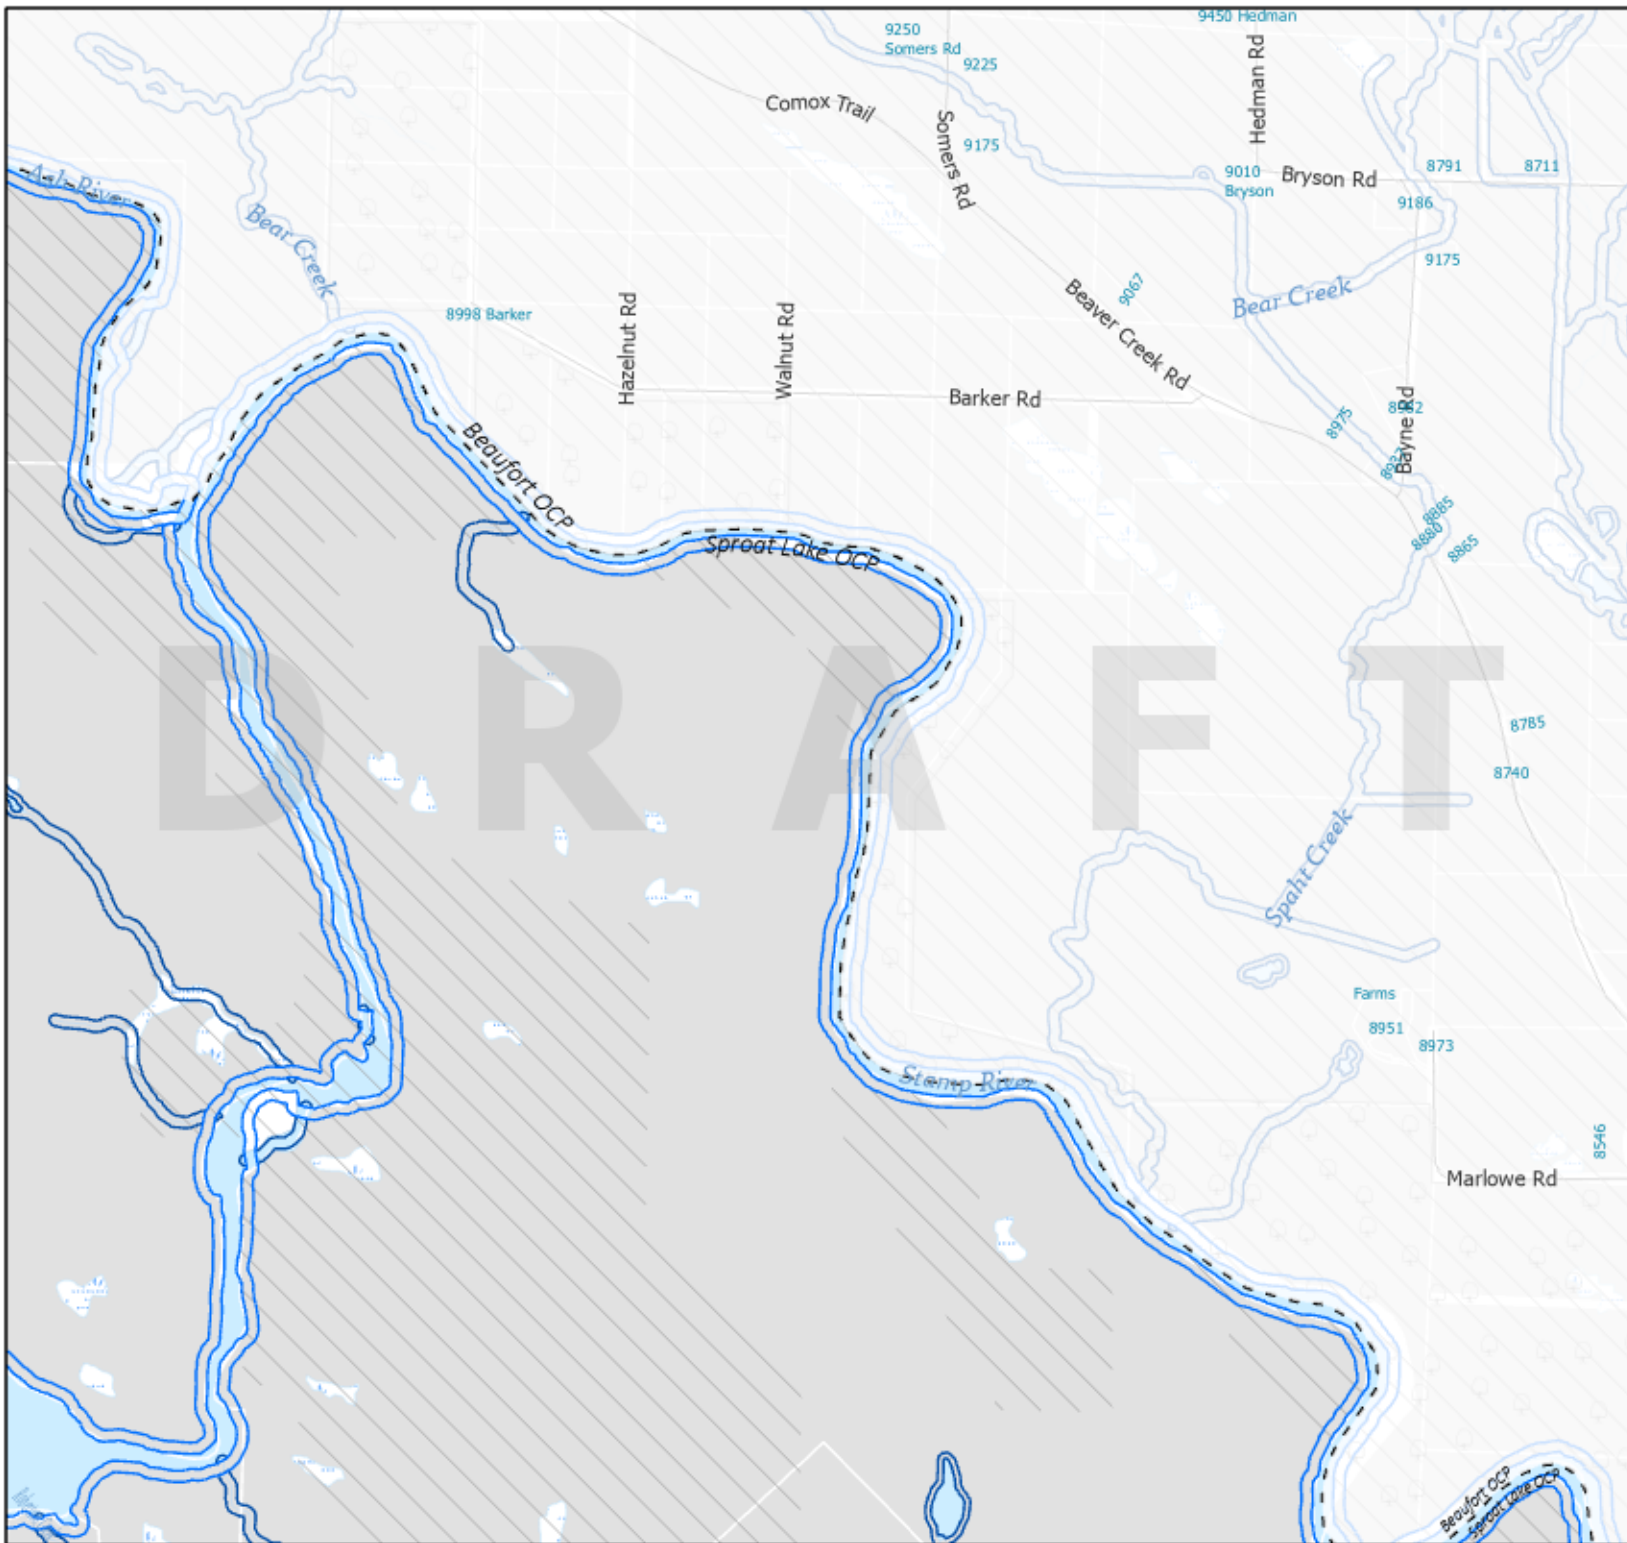 9450 Hedman
9250
Somers Rd
9225
Hedman Rd
Comox Trail
Somers Rd
9175
Ash River
9010
Bryson
Bryson Rd
8791
8711
9186
Bear Creek
9175
9067
Bear Creek
8998 Barker
Hazelnut Rd
Walnut Rd
Beaver Creek Rd
Barker Rd
Bayne Rd
8975
Beaufort OCP
Sproat Lake OCP
8885
8880
8865
DRAFT
8785
8740
Spaht Creek
Farms
8951
8973
Stamp River
8546
Marlowe Rd
Beaufort OCP
Sproat Lake OCP